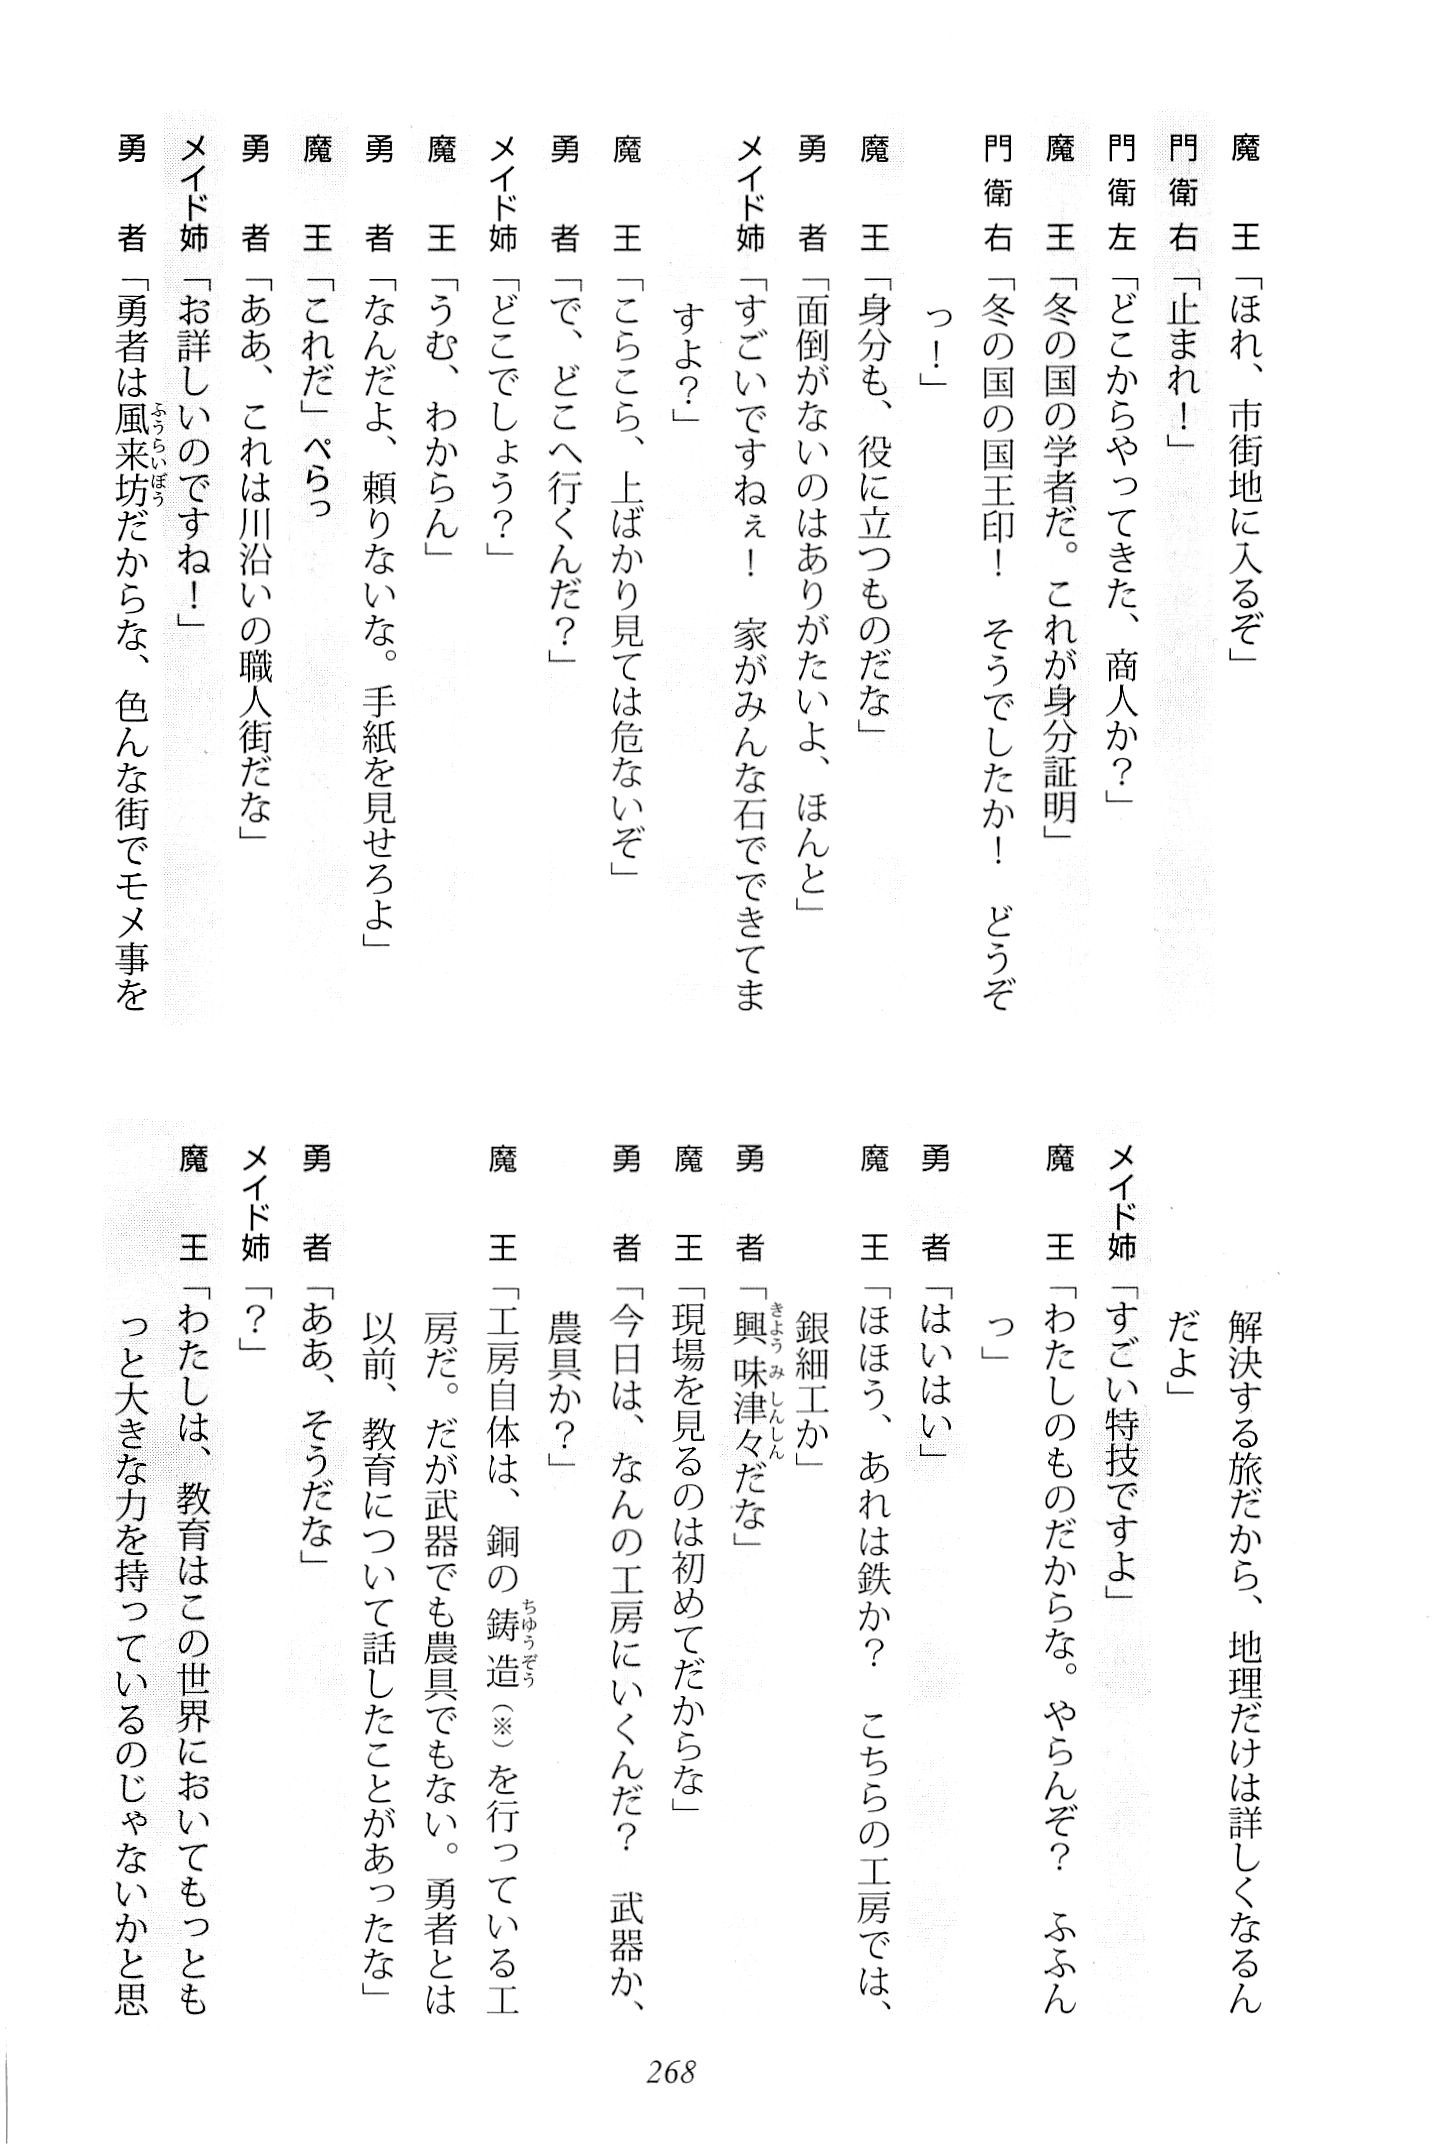 魔王「ほれ、市街地に入るぞ」
門衛右「止まれ！」
門衛左「どこからやってきた、商人か？」
魔王「冬の国の学者だ。これが身分証明」
門衛右「冬の国の国王印！　そうでしたか！　どうぞ
っ！」
魔王「身分も、役に立つものだな」
勇者「面倒がないのはありがたいよ、ほんと」
メイド姉「すごいですねぇ！　家がみんな石でできてま
すよ？」
魔王「こらこら、上ばかり見ては危ないぞ」
勇者「で、どこへ行くんだ？」
メイド姉「どこでしょう？」
魔王「うむ、わからん」
勇者「なんだよ、頼りないな。手紙を見せろよ」
魔王「これだ」ぺらっ
勇者「ああ、これは川沿いの職人街だな」
メイド姉「お詳しいのですね！」
勇者「勇者は風来坊だからな、色んな街でモメ事を
解決する旅だから、地理だけは詳しくなるん
だよ」
メイド姉「すごい特技ですよ」
魔王「わたしのものだからな。やらんぞ？　ふふん
っ」
勇者「はいはい」
魔王「ほほう、あれは鉄か？　こちらの工房では、
銀細工か」
勇者「興味津々だな」
魔王「現場を見るのは初めてだからな」
勇者「今日は、なんの工房にいくんだ？　武器か、
農具か？」
魔王「工房自体は、銅の鋳造（※）を行っている工
房だ。だが武器でも農具でもない。勇者とは
以前、教育について話したことがあったな」
勇者「ああ、そうだな」
メイド姉「？」
魔王「わたしは、教育はこの世界においてもっとも
っと大きな力を持っているのじゃないかと思
268